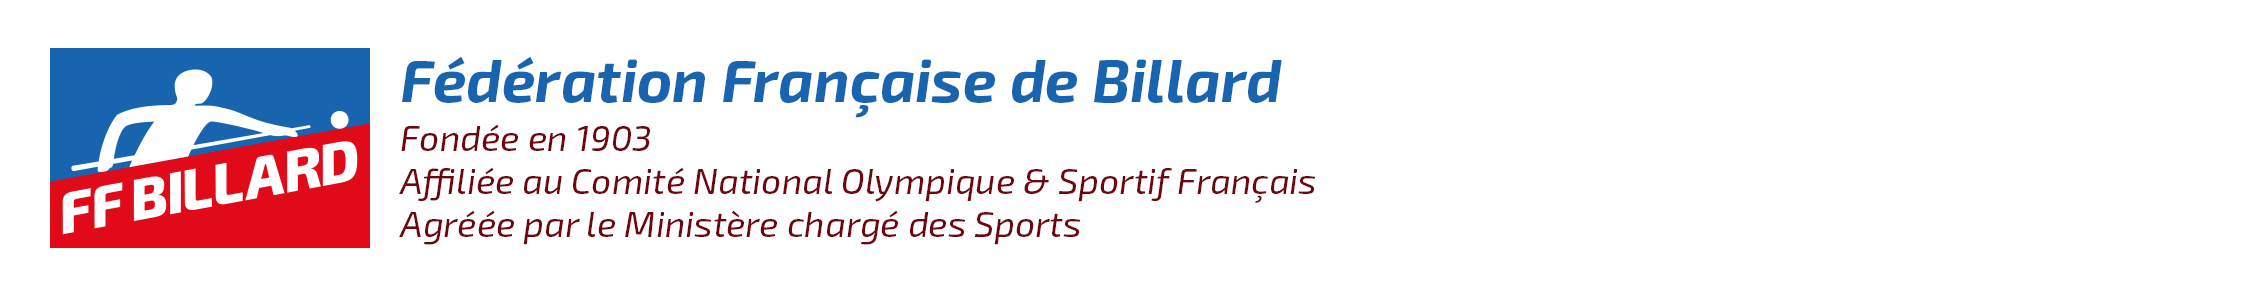 FF BILLARD
Fédération Française de Billard
Fondée en 1903
Affiliée au Comité National Olympique & Sportif Français
Agréée par le Ministère chargé des Sports